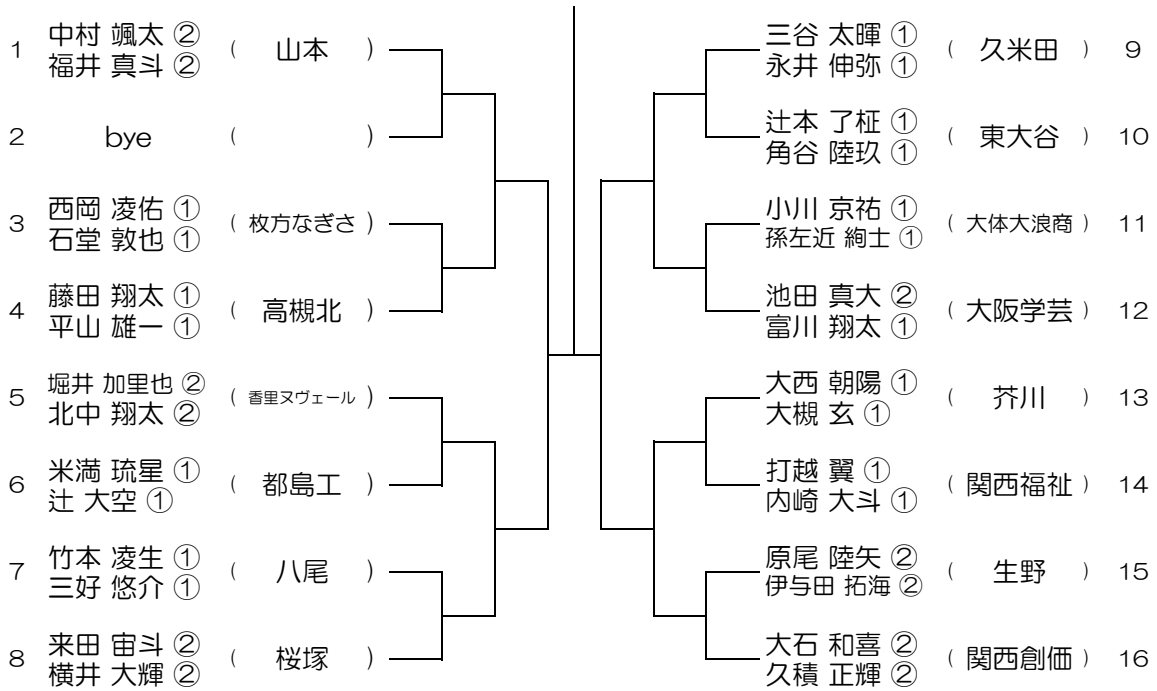 1 中村 颯太 ② 福井 真斗 ② ( 山本 )
2 bye ( )
3 西岡 凌佑 ① 石堂 敦也 ① ( 枚方なぎさ )
4 藤田 翔太 ① 平山 雄一 ① ( 高槻北 )
5 堀井 加里也 ② 北中 翔太 ② ( 香里ヌヴェール )
6 米満 琉星 ① 辻 大空 ① ( 都島工 )
7 竹本 凌生 ① 三好 悠介 ① ( 八尾 )
8 来田 宙斗 ② 横井 大輝 ② ( 桜塚 )
三谷 太暉 ① 永井 伸弥 ① ( 久米田 ) 9
辻本 了柾 ① 角谷 陸玖 ① ( 東大谷 ) 10
小川 京祐 ① 孫左近 絢士 ① ( 大体大浪商 ) 11
池田 真大 ② 富川 翔太 ① ( 大阪学芸 ) 12
大西 朝陽 ① 大槻 玄 ① ( 芥川 ) 13
打越 翼 ① 内崎 大斗 ① ( 関西福祉 ) 14
原尾 陸矢 ② 伊与田 拓海 ② ( 生野 ) 15
大石 和喜 ② 久積 正輝 ② ( 関西創価 ) 16